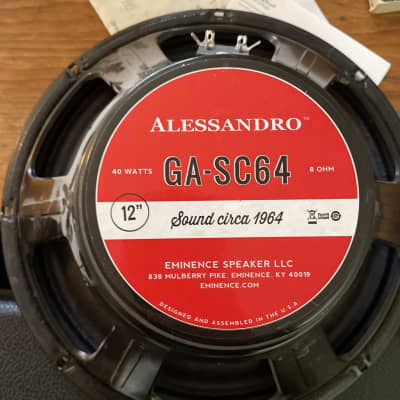 ALESSANDRO™
40 WATTS GA-SC64 8 OHM
12" Sound circa 1964
EMINENCE SPEAKER LLC
838 MULBERRY PIKE, EMINENCE, KY 40019
EMINENCE.COM
DESIGNED AND ASSEMBLED IN THE U.S.A